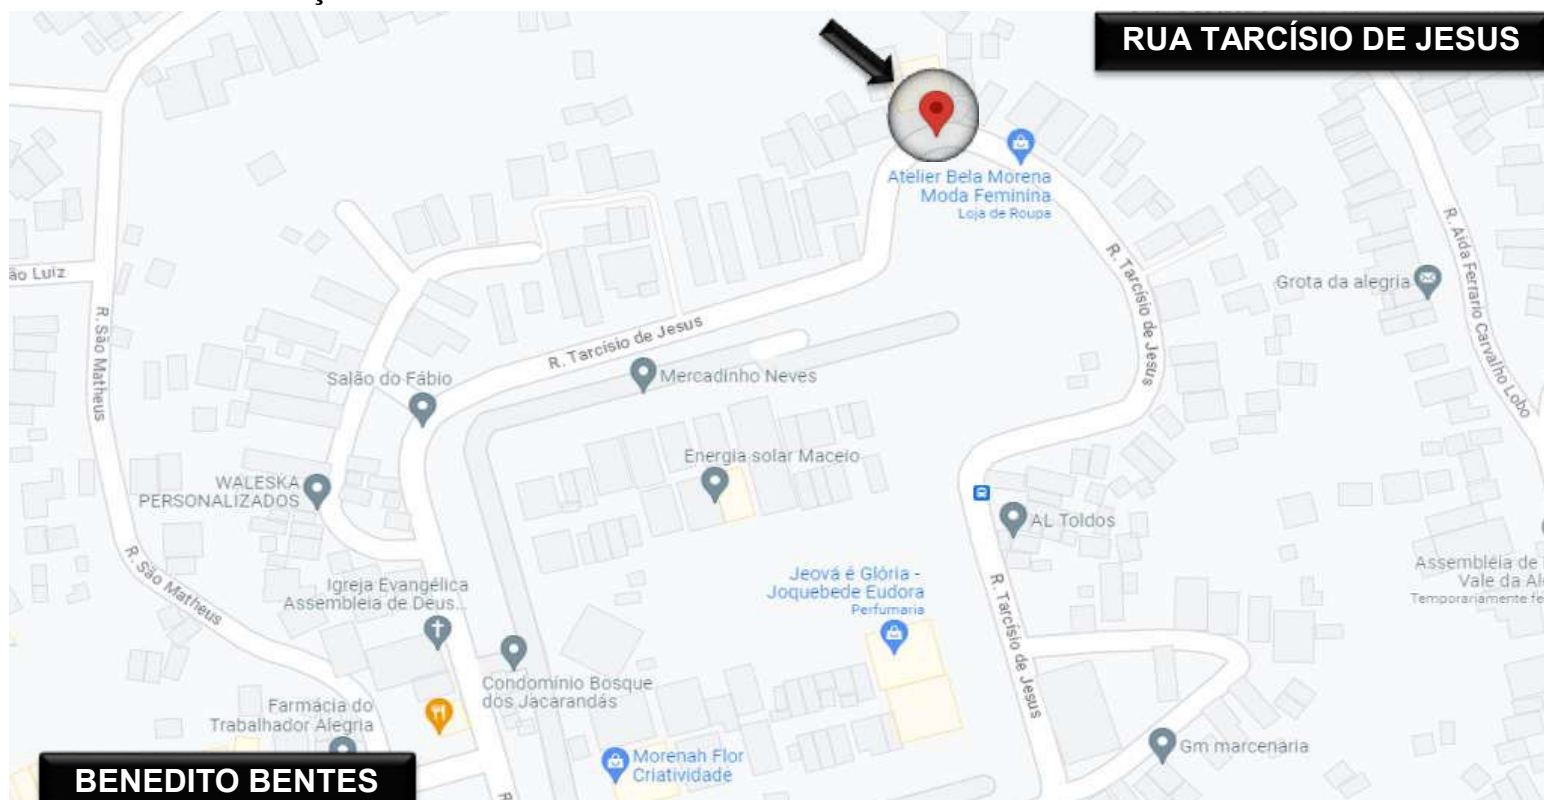 RUA TARCÍSIO DE JESUS
Atelier Bela Morena
Moda Feminina
Loja de Roupa
R. Aida Ferrario Carvalho Lobo
R. Tarcísio de Jesus
ão Luiz
Grota da alegria
R. São Matheus
R. Tarcísio de Jesus
Salão do Fábio
Mercadinho Neves
Energia solar Maceio
WALESKA
PERSONALIZADOS
AL Toldos
R. São Matheus
Igreja Evangélica
Assembleia de Deus...
Jeová é Glória -
Joquebede Eudora
Perfumaria
Assembléia de
Vale da Al
Temporariamente fe
R. Tarcísio de Jesus
Condomínio Bosque
dos Jacarandás
Farmácia do
Trabalhador Alegria
Gm marcenaria
Morenah Flor
Criatividade
BENEDITO BENTES
R